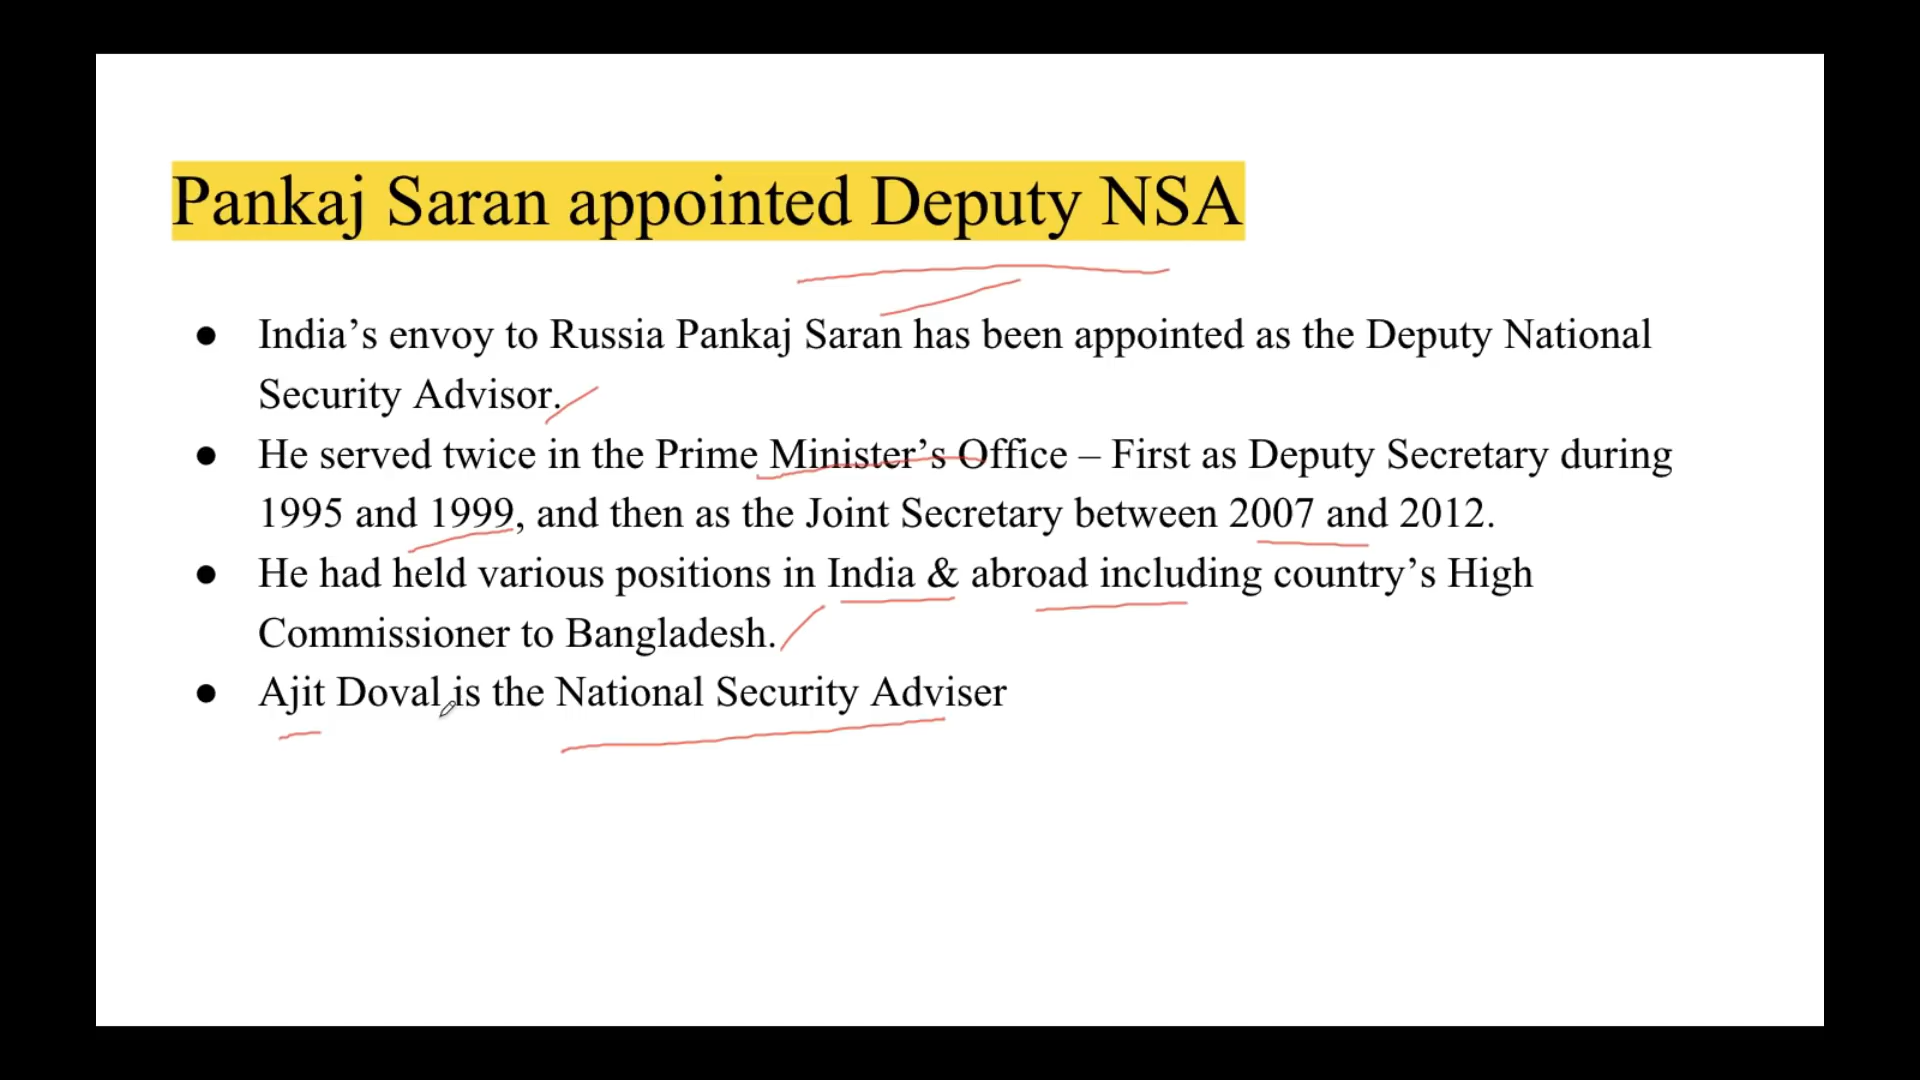 Pankaj Saran appointed Deputy NSA
● India’s envoy to Russia Pankaj Saran has been appointed as the Deputy National
Security Advisor.
● He served twice in the Prime Minister’s Office – First as Deputy Secretary during
1995 and 1999, and then as the Joint Secretary between 2007 and 2012.
● He had held various positions in India & abroad including country’s High
Commissioner to Bangladesh.
● Ajit Doval is the National Security Adviser